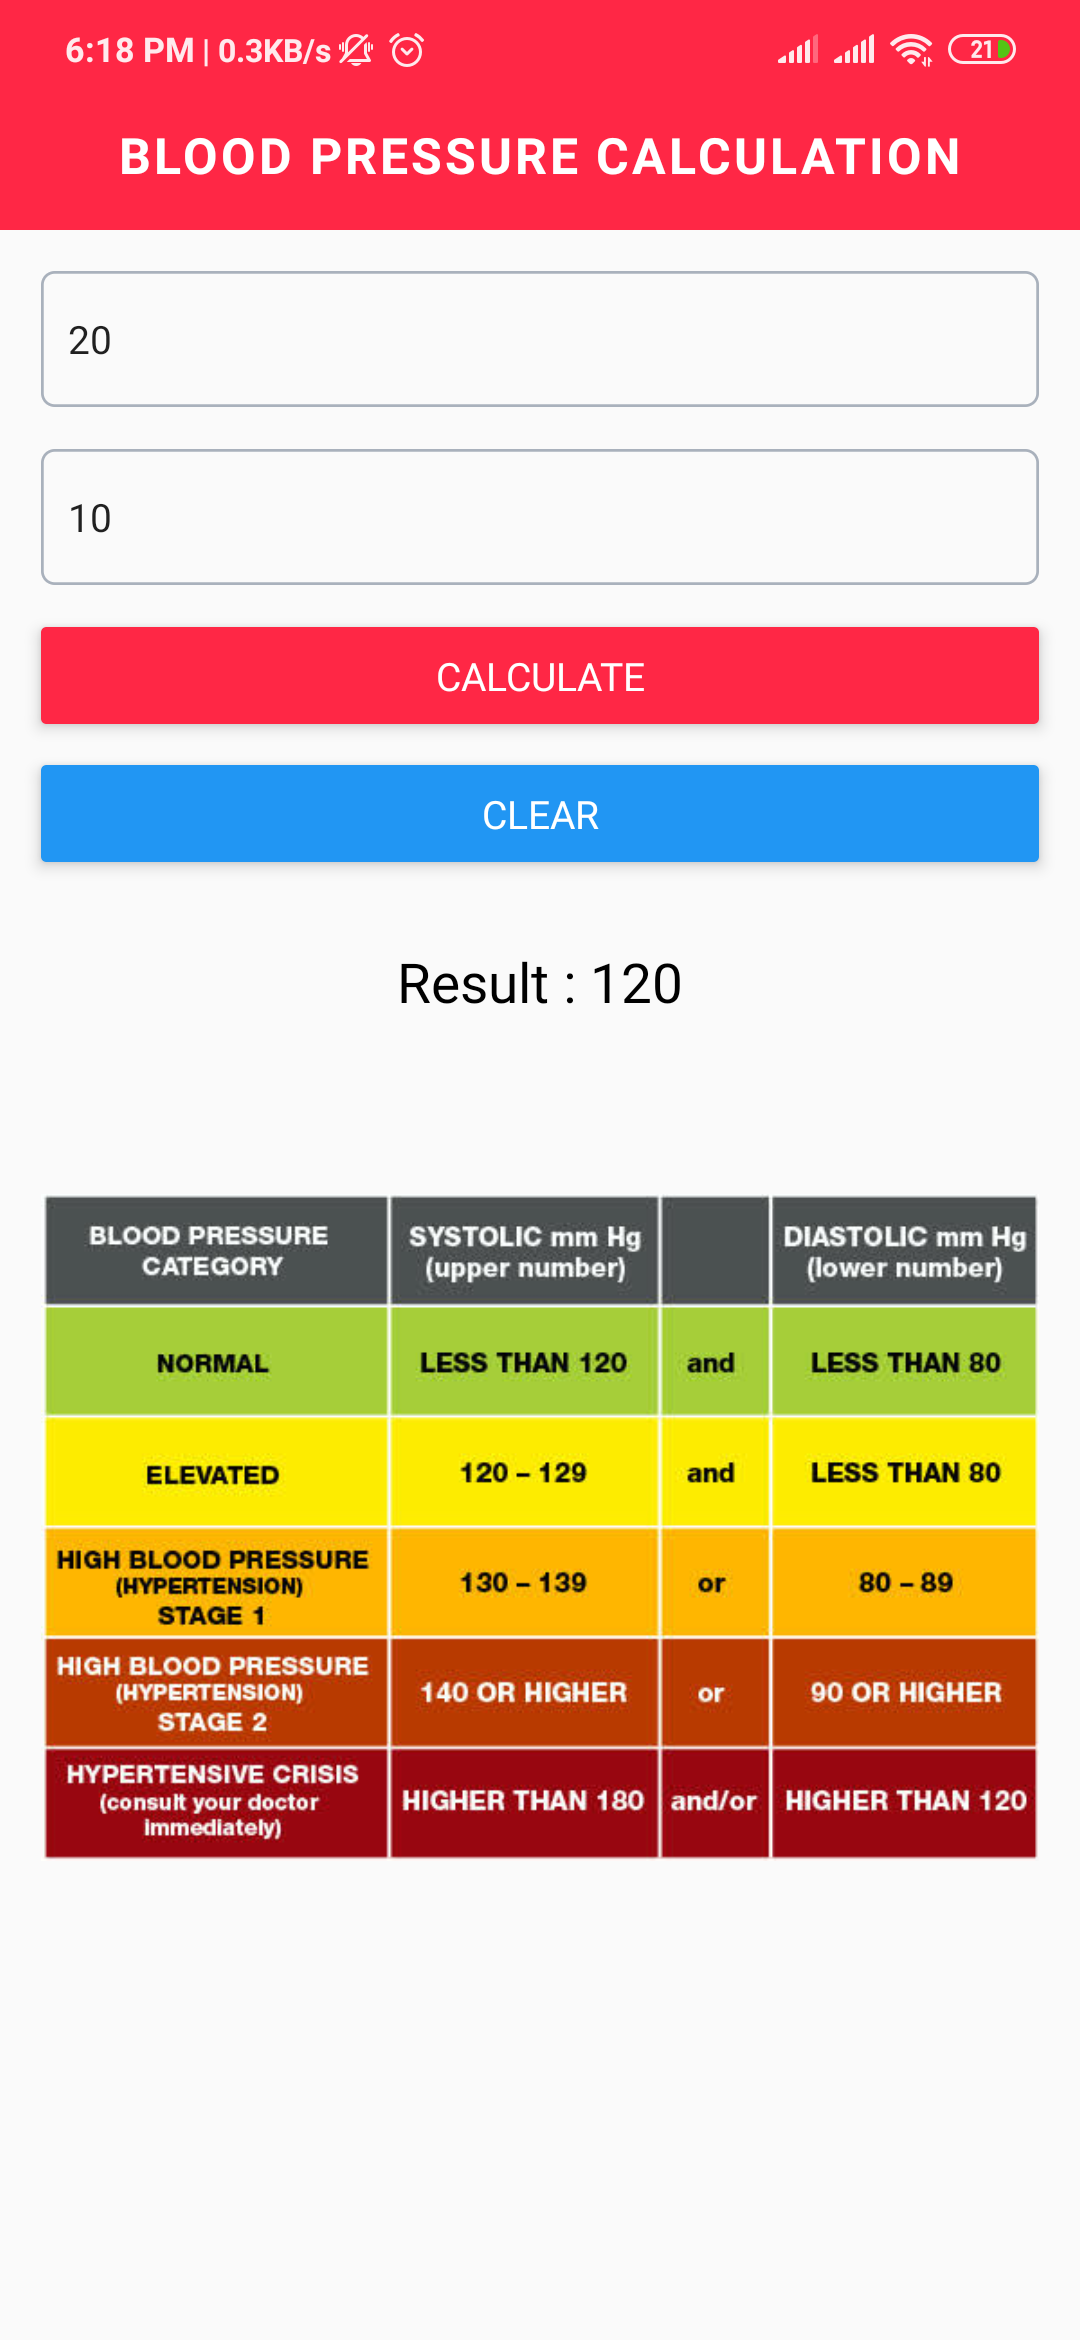 6:18 PM | 0.3KB/s
21
BLOOD PRESSURE CALCULATION
20
10
CALCULATE
CLEAR
Result : 120
BLOOD PRESSURE
CATEGORY
SYSTOLIC mm Hg
(upper number)
DIASTOLIC mm Hg
(lower number)
NORMAL
LESS THAN 120
and
LESS THAN 80
ELEVATED
120 – 129
and
LESS THAN 80
HIGH BLOOD PRESSURE
(HYPERTENSION)
STAGE 1
130 – 139
or
80 – 89
HIGH BLOOD PRESSURE
(HYPERTENSION)
STAGE 2
140 OR HIGHER
or
90 OR HIGHER
HYPERTENSIVE CRISIS
(consult your doctor
immediately)
HIGHER THAN 180
and/or
HIGHER THAN 120